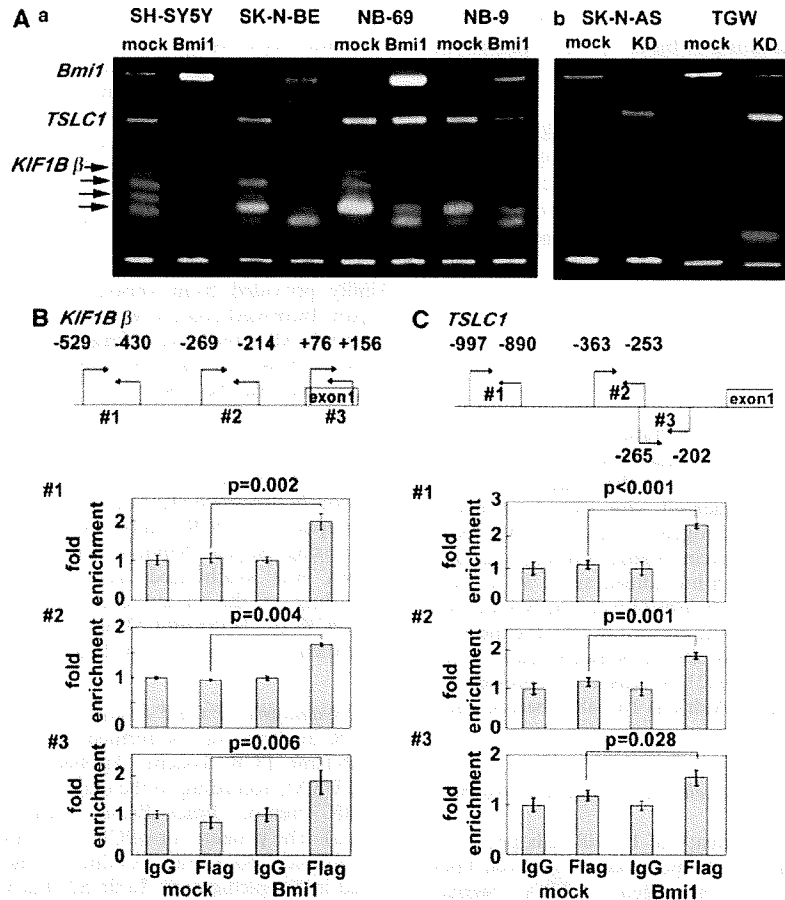 A a SH-SY5Y SK-N-BE NB-69 NB-9 b SK-N-AS TGW
mock Bmi1 mock Bmi1 mock Bmi1 mock KD mock KD
Bmi1
TSLC1
KIF1B β
B KIF1B β
-529 -430 -269 -214 +76 +156
exon1
#1 #2 #3
C TSLC1
-997 -890 -363 -253
#1 #2 exon1
#3
-265 -202
#1 p=0.002
fold enrichment
2
1
0
#2 p=0.004
fold enrichment
2
1
0
#3 p=0.006
fold enrichment
2
1
0
IgG Flag IgG Flag
mock Bmi1
#1 p<0.001
fold enrichment
3
2
1
0
#2 p=0.001
fold enrichment
2
1
0
#3 p=0.028
fold enrichment
2
1
0
IgG Flag IgG Flag
mock Bmi1